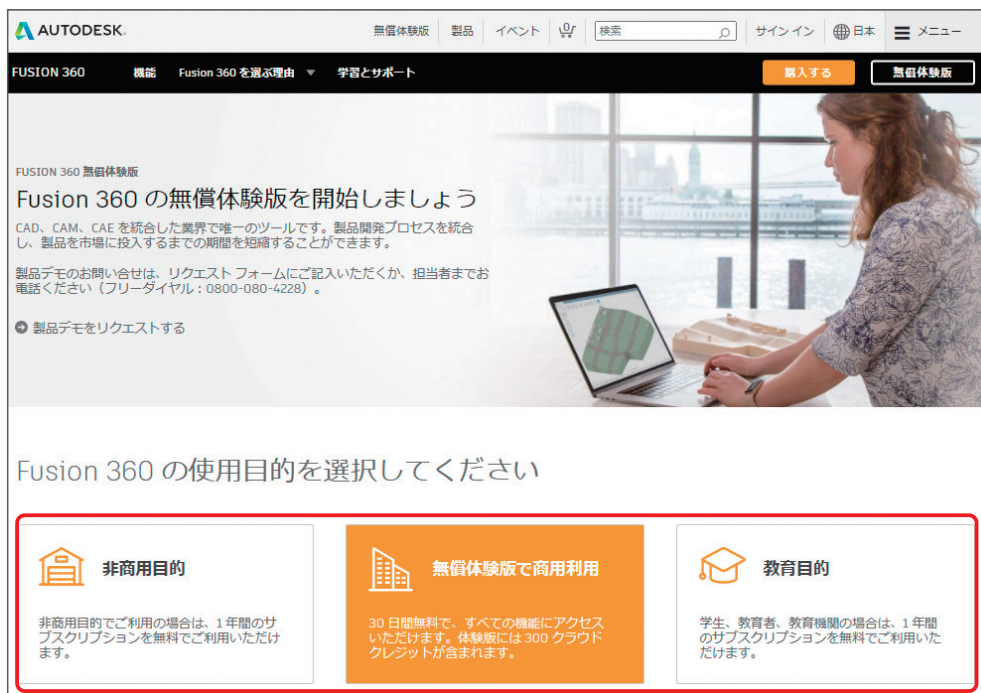 AUTODESK.
無償体験版 製品 イベント 0 検索 サインイン 日本 メニュー
FUSION 360 機能 Fusion 360 を選ぶ理由 ▼ 学習とサポート 購入する 無償体験版
FUSION 360 無償体験版
Fusion 360 の無償体験版を開始しましょう
CAD、CAM、CAE を統合した業界で唯一のツールです。製品開発プロセスを統合
し、製品を市場に投入するまでの期間を短縮することができます。
製品デモのお問い合せは、リクエスト フォームにご記入いただくか、担当者までお
電話ください（フリーダイヤル：0800-080-4228）。
製品デモをリクエストする
Fusion 360 の使用目的を選択してください
非商用目的
非商用目的でご利用の場合は、1 年間のサ
ブスクリプションを無料でご利用いただけ
ます。
無償体験版で商用利用
30 日間無料で、すべての機能にアクセス
いただけます。体験版には 300 クラウド
クレジットが含まれます。
教育目的
学生、教育者、教育機関の場合は、1 年間
のサブスクリプションを無料でご利用いた
だけます。